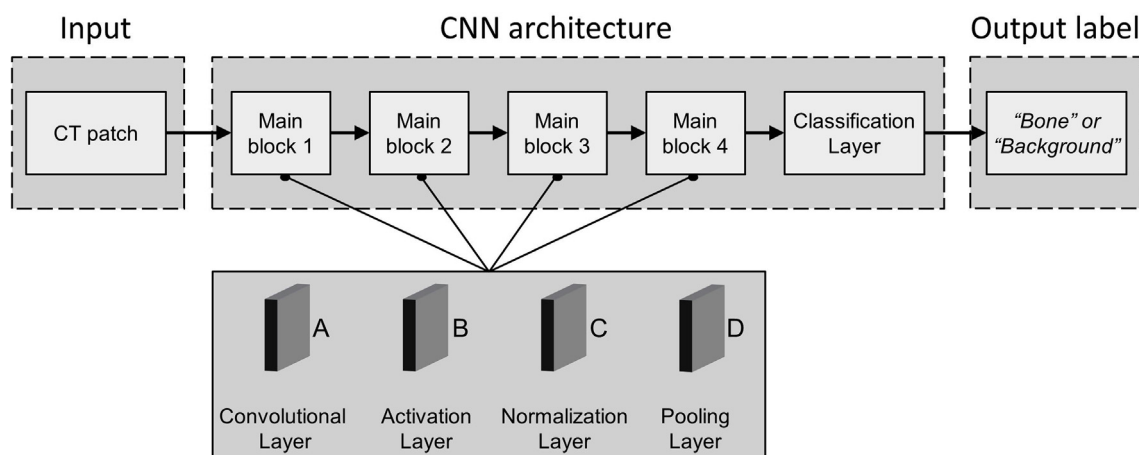 Input
CNN architecture
Output label
CT patch
Main
block 1
Main
block 2
Main
block 3
Main
block 4
Classification
Layer
“Bone” or
“Background”
A
B
C
D
Convolutional
Layer
Activation
Layer
Normalization
Layer
Pooling
Layer